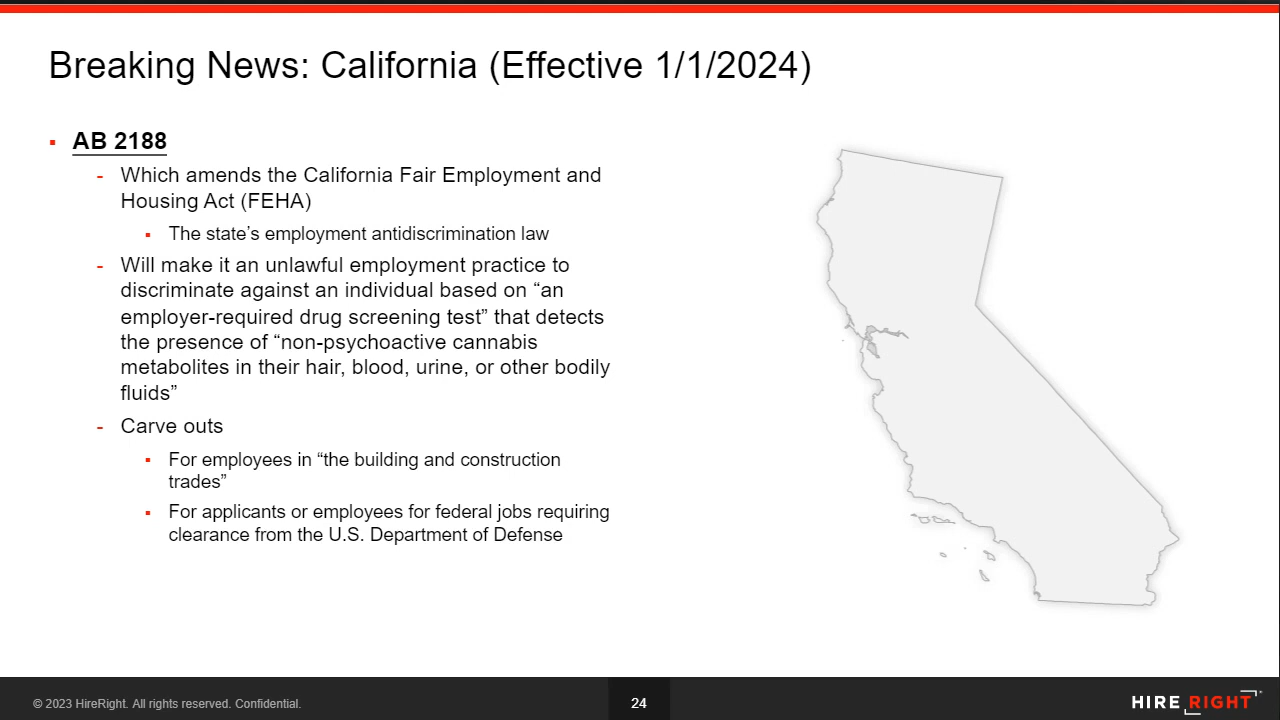 Breaking News: California (Effective 1/1/2024)
▪ AB 2188
- Which amends the California Fair Employment and
Housing Act (FEHA)
▪ The state’s employment antidiscrimination law
- Will make it an unlawful employment practice to
discriminate against an individual based on “an
employer-required drug screening test” that detects
the presence of “non-psychoactive cannabis
metabolites in their hair, blood, urine, or other bodily
fluids”
- Carve outs
▪ For employees in “the building and construction
trades”
▪ For applicants or employees for federal jobs requiring
clearance from the U.S. Department of Defense
© 2023 HireRight. All rights reserved. Confidential.
24
HIRE RIGHT